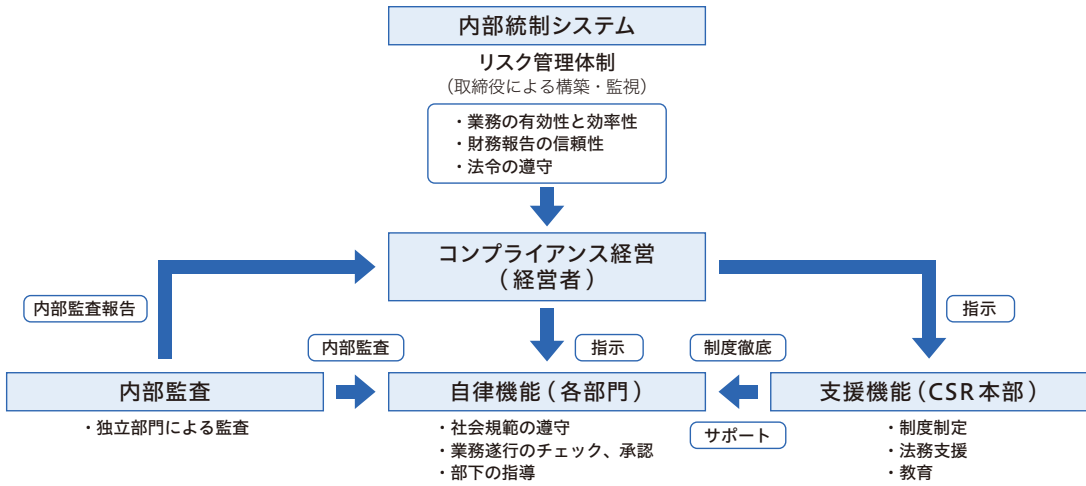 内部統制システム
リスク管理体制
（取締役による構築・監視）
・業務の有効性と効率性
・財務報告の信頼性
・法令の遵守
コンプライアンス経営
（経営者）
内部監査報告
指示
内部監査
指示
制度徹底
内部監査
自律機能（各部門）
支援機能（CSR本部）
・独立部門による監査
・社会規範の遵守
・業務遂行のチェック、承認
・部下の指導
サポート
・制度制定
・法務支援
・教育